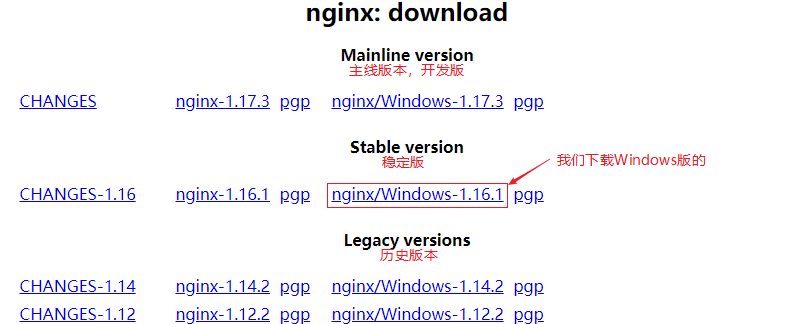 nginx: download
Mainline version
主线版本，开发版
CHANGES nginx-1.17.3 pgp nginx/Windows-1.17.3 pgp
Stable version
稳定版
我们下载Windows版的
CHANGES-1.16 nginx-1.16.1 pgp nginx/Windows-1.16.1 pgp
Legacy versions
历史版本
CHANGES-1.14 nginx-1.14.2 pgp nginx/Windows-1.14.2 pgp
CHANGES-1.12 nginx-1.12.2 pgp nginx/Windows-1.12.2 pgp